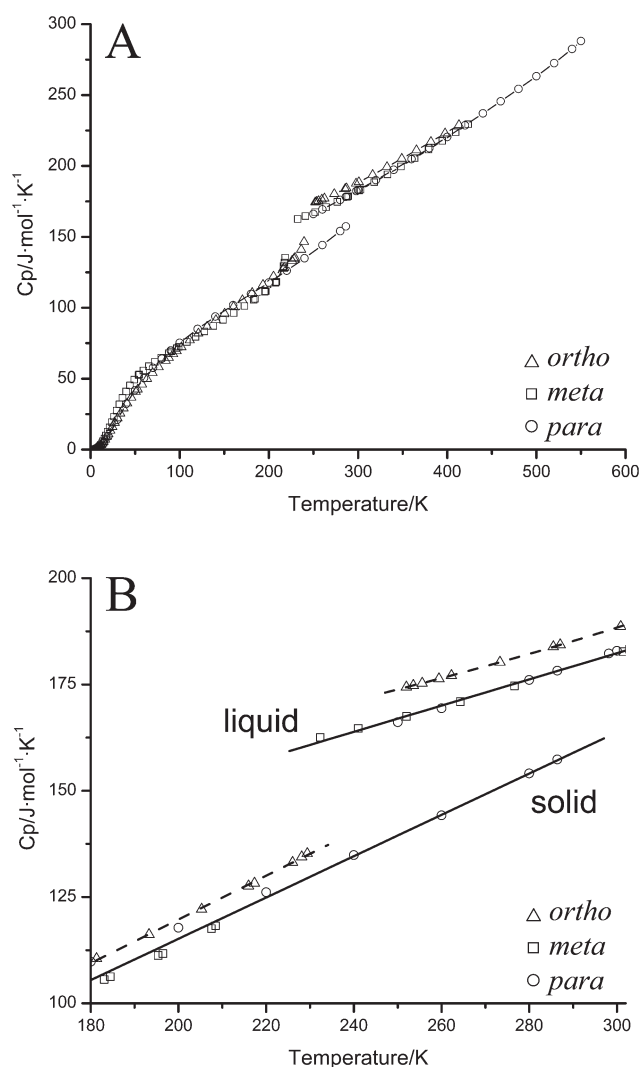 A
300
250
200
150
100
50
0
Cp/J·mol⁻¹·K⁻¹
ortho
meta
para
0 100 200 300 400 500 600
Temperature/K
B
200
175
150
125
100
Cp/J·mol⁻¹·K⁻¹
liquid
solid
ortho
meta
para
180 200 220 240 260 280 300
Temperature/K